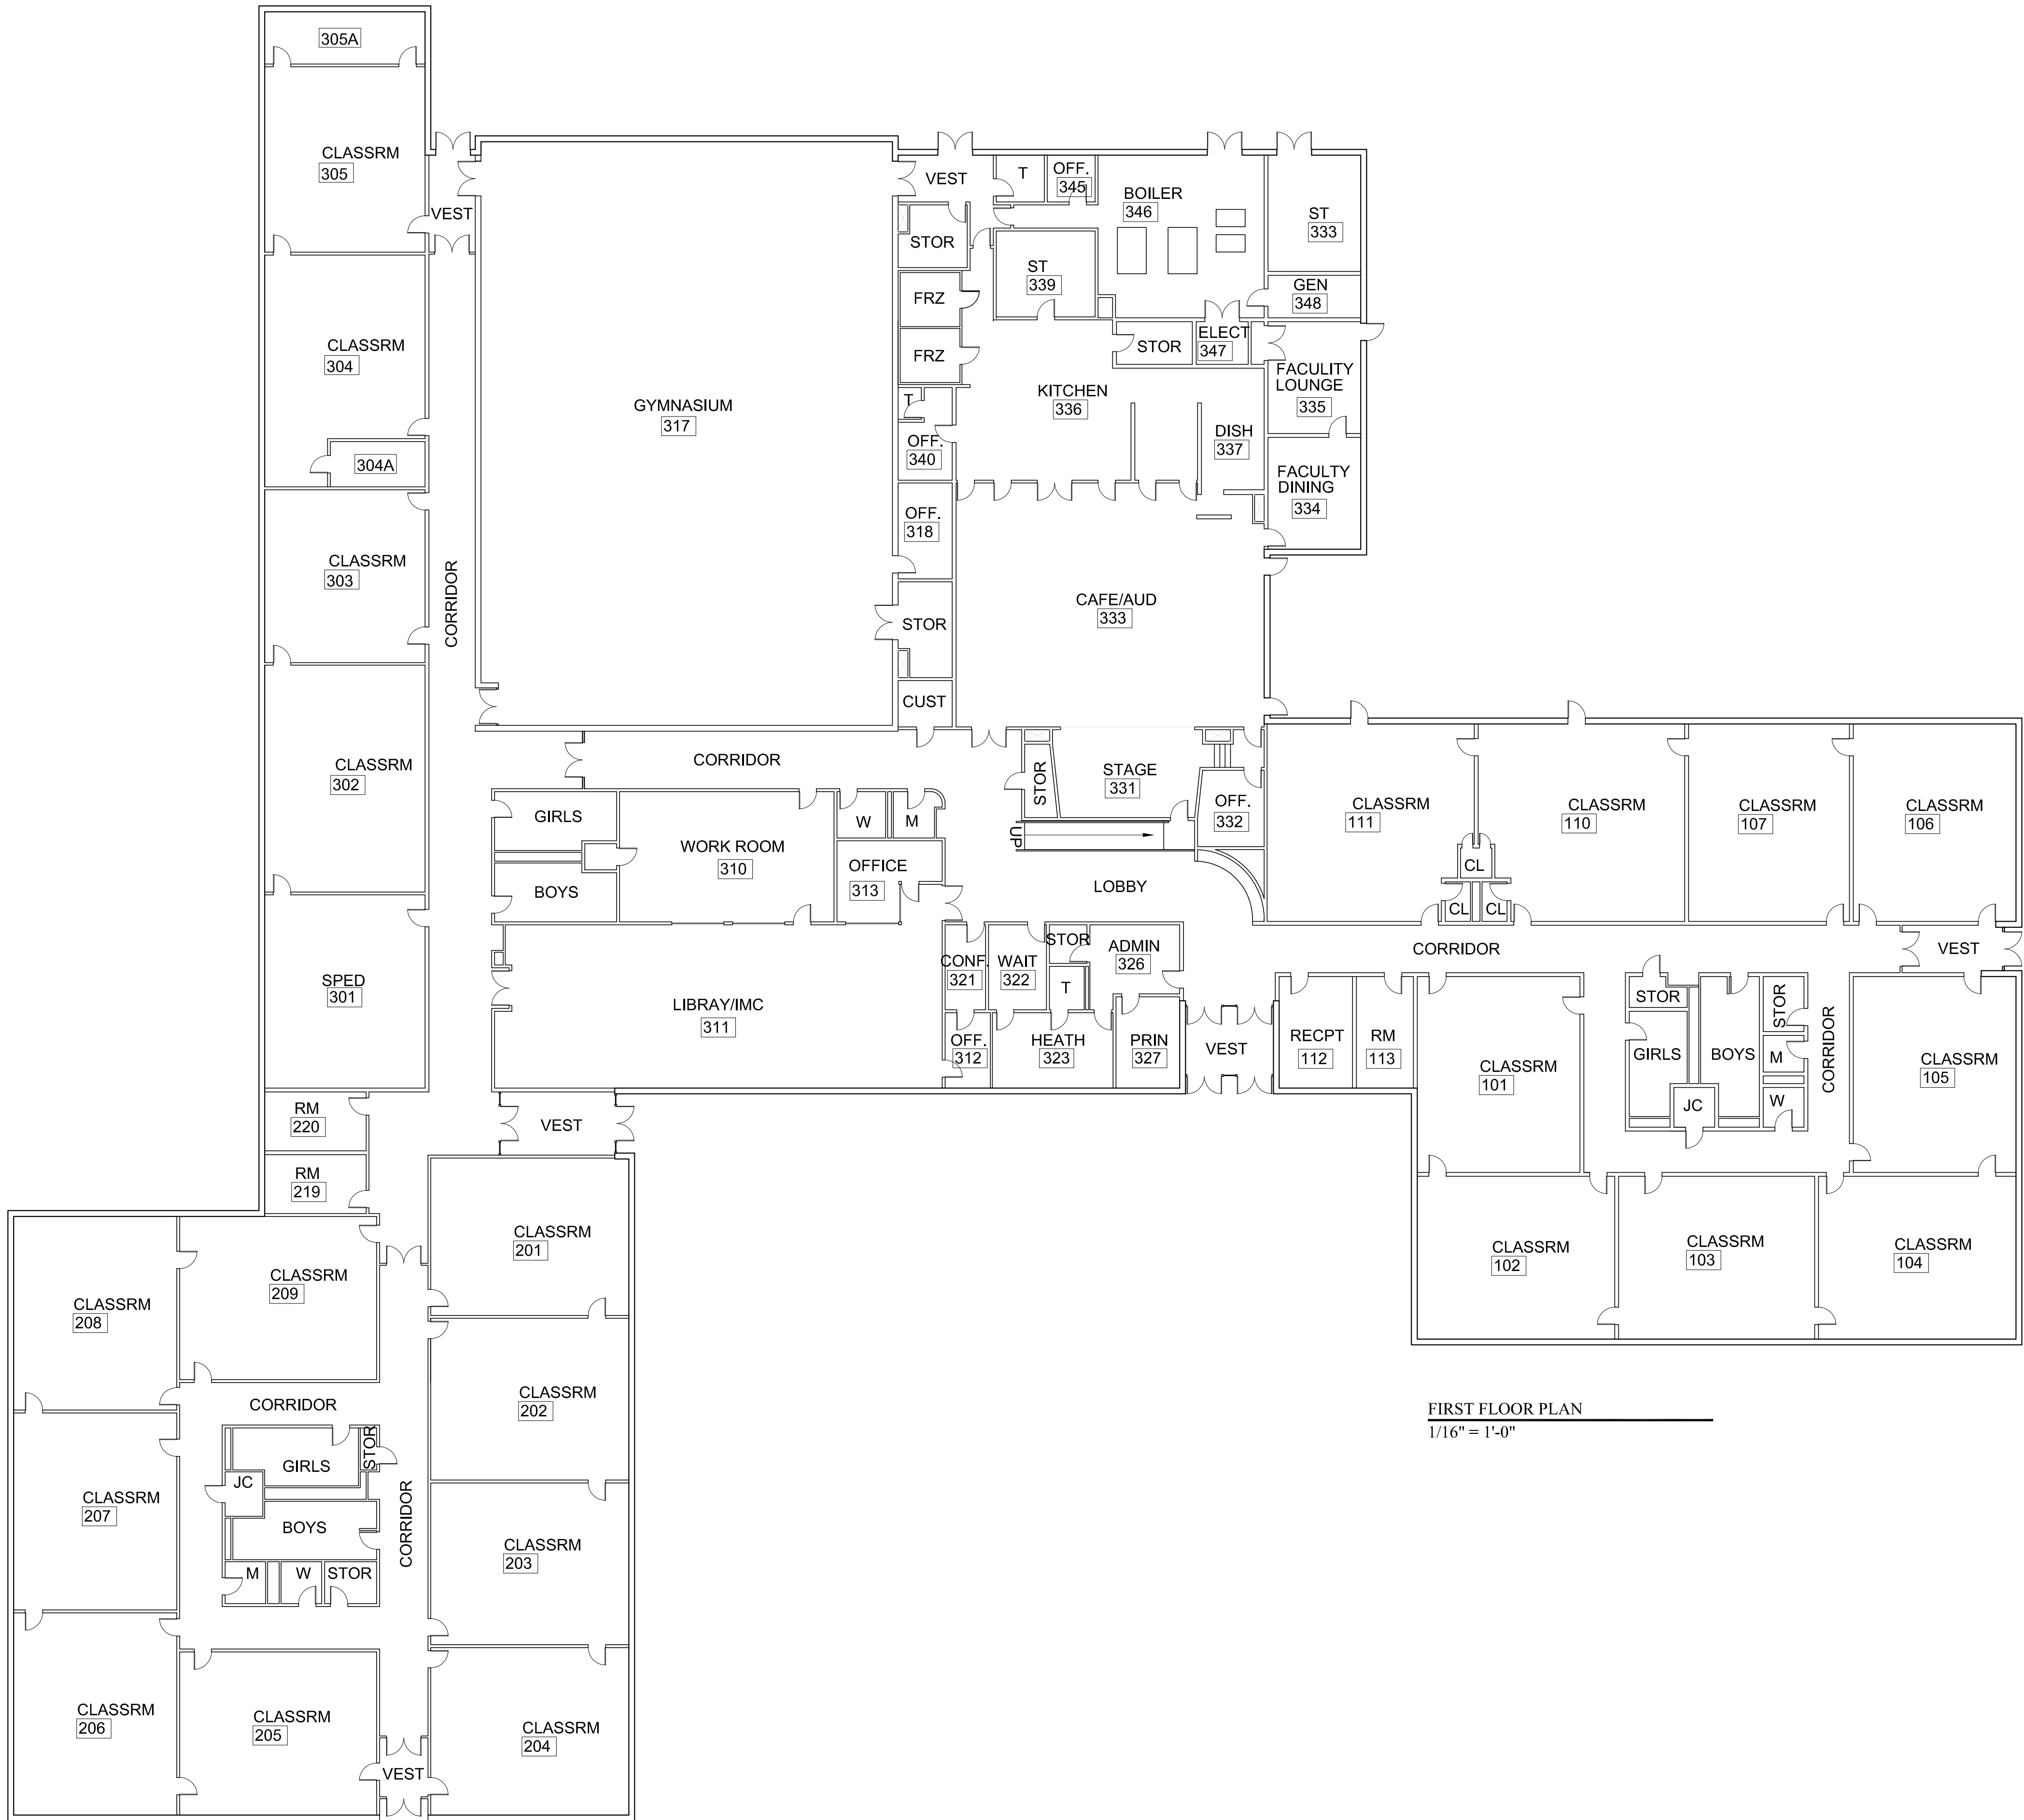 305A
CLASSRM
305
VEST
CLASSRM
304
304A
CLASSRM
303
CORRIDOR
CLASSRM
302
SPED
301
RM
220
RM
219
GYMNASIUM
317
VEST
T
OFF.
345
BOILER
346
ST
333
STOR
ST
339
GEN
348
FRZ
FRZ
STOR
ELECT
347
FACULITY
LOUNGE
335
T
OFF.
340
KITCHEN
336
DISH
337
FACULTY
DINING
334
OFF.
318
STOR
CUST
CAFE/AUD
333
CORRIDOR
STOR
STAGE
331
OFF.
332
UP
GIRLS
BOYS
WORK ROOM
310
W
M
OFFICE
313
LOBBY
LIBRAY/IMC
311
CONF.
321
WAIT
322
STOR
T
ADMIN
326
OFF.
312
HEATH
323
PRIN
327
VEST
VEST
CLASSRM
111
CLASSRM
110
CLASSRM
107
CLASSRM
106
CL
CL
CL
CORRIDOR
VEST
RECPT
112
RM
113
CLASSRM
101
STOR
GIRLS
BOYS
STOR
M
W
JC
CORRIDOR
CLASSRM
105
CLASSRM
102
CLASSRM
103
CLASSRM
104
CLASSRM
201
CLASSRM
209
CLASSRM
208
CLASSRM
202
CORRIDOR
GIRLS
STOR
JC
BOYS
M
W
STOR
CORRIDOR
CLASSRM
207
CLASSRM
203
CLASSRM
206
CLASSRM
205
CLASSRM
204
VEST
FIRST FLOOR PLAN
1/16" = 1'-0"